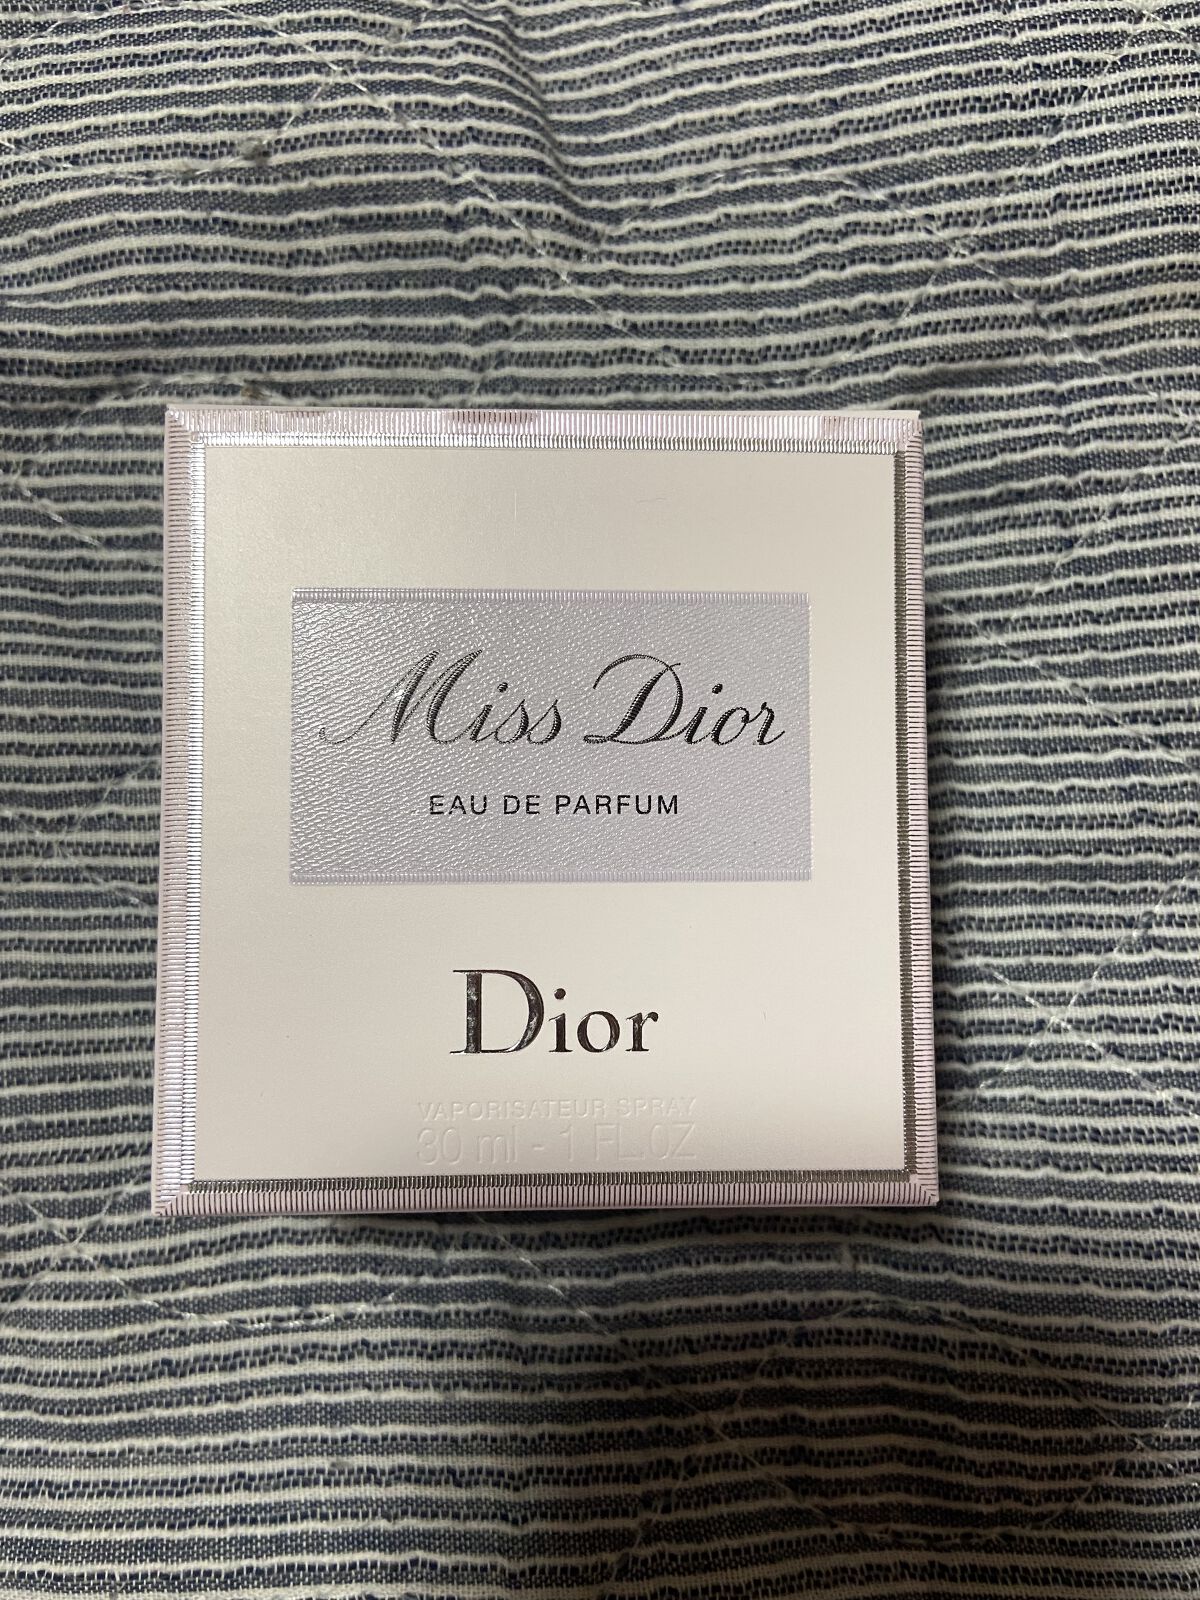 Miss Dior
EAU DE PARFUM
Dior
VAPORISATEUR SPRAY
30 ml - 1 FL.OZ